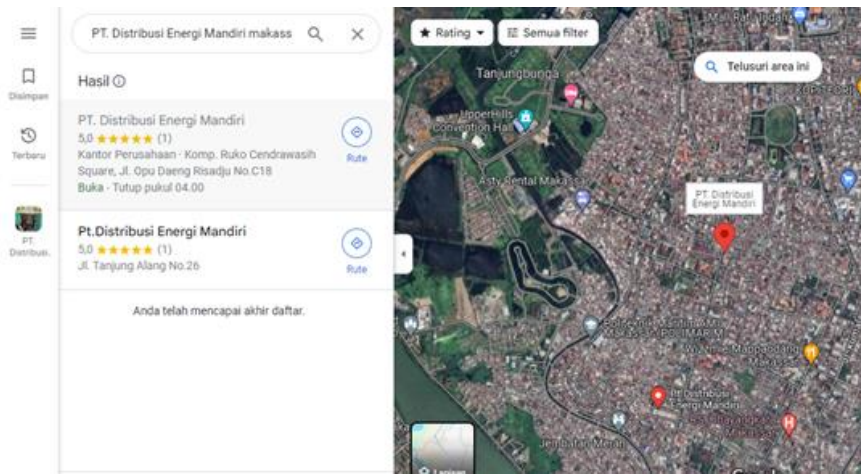 PT. Distribusi Energi Mandiri makass
Disimpan
Terbaru
PT.
Distribusi.
Hasil
PT. Distribusi Energi Mandiri
5,0 ★★★★★ (1)
Kantor Perusahaan · Komp. Ruko Cendrawasih
Square, Jl. Opu Daeng Risadju No.C18
Buka · Tutup pukul 04.00
Rute
Pt.Distribusi Energi Mandiri
5,0 ★★★★★ (1)
Jl. Tanjung Alang No.26
Rute
Anda telah mencapai akhir daftar.
★ Rating
Semua filter
Telusuri area ini
Tanjungbunga
UpperHills
Convention Hall
Asty Rental Makassar
PT. Distribusi
Energi Mandiri
Pt.Distribusi
Energi Mandiri
Jembatan Merah
Lapisan